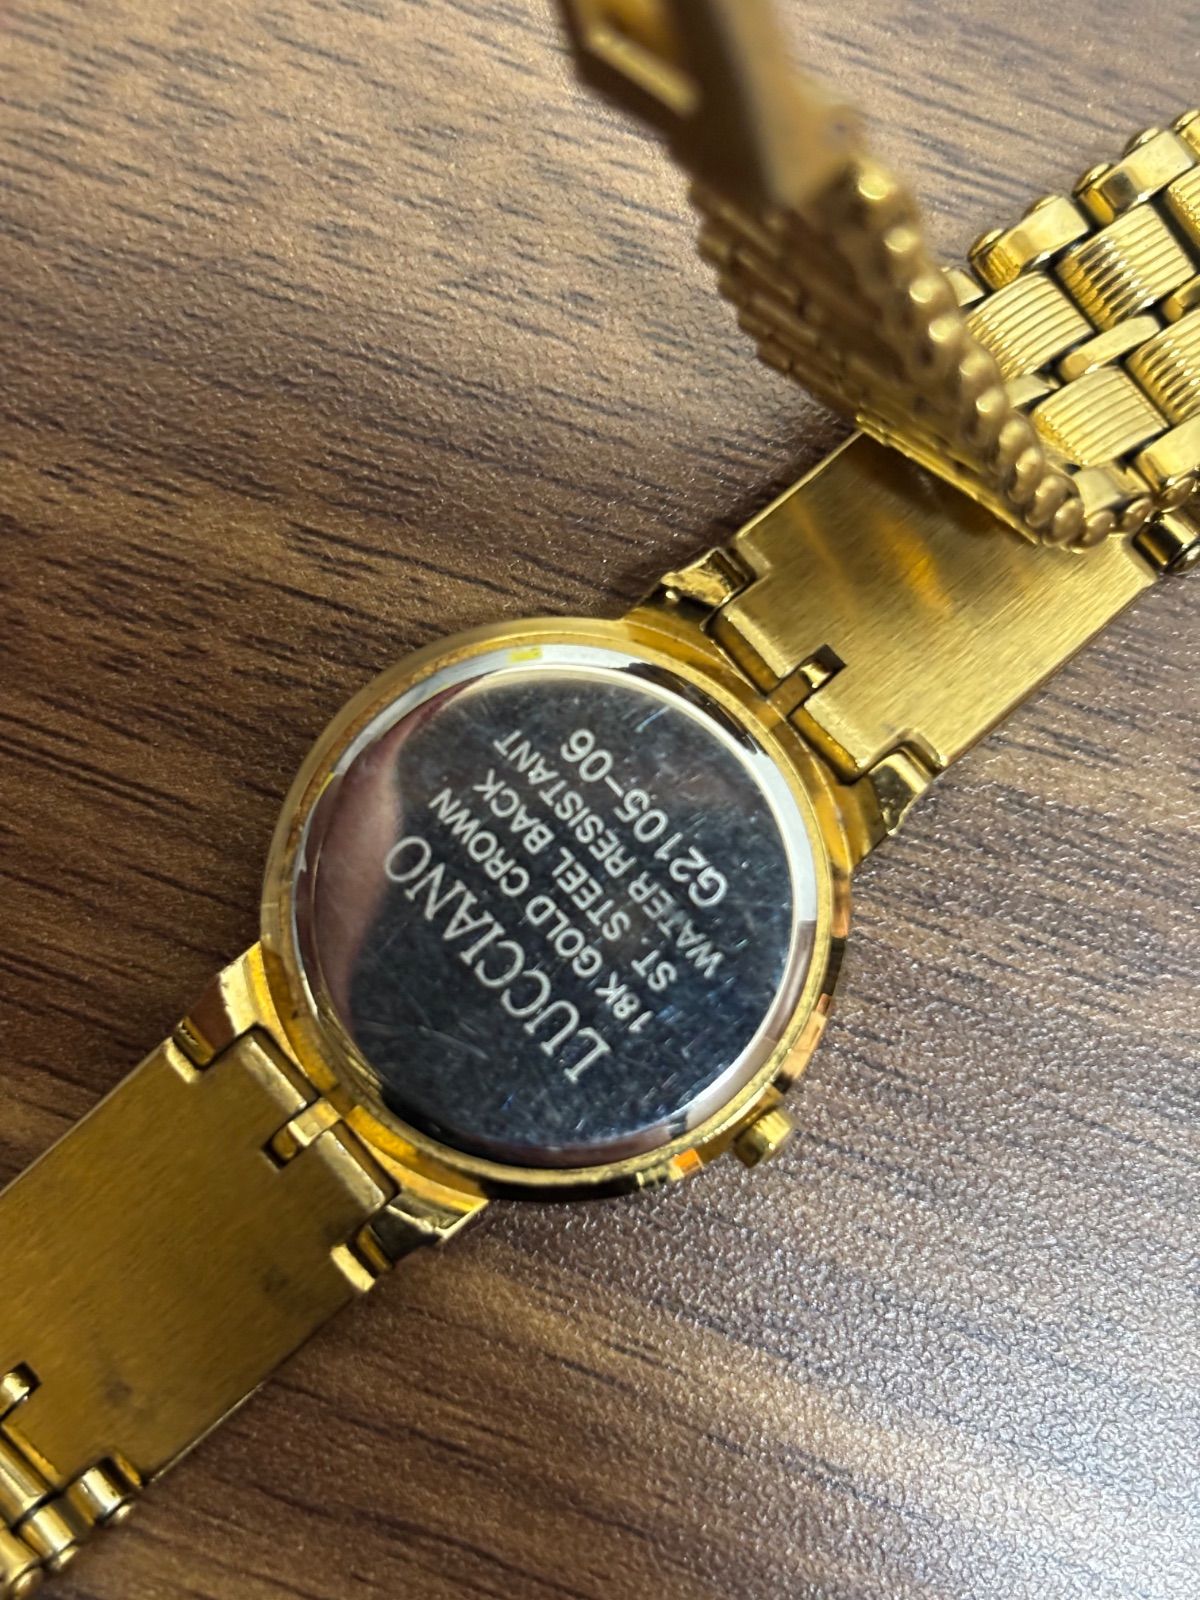 LUCCIANO
18K GOLD CROWN
ST. STEEL BACK
WATER RESISTANT
G2105-06